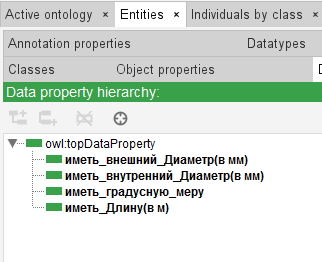 Active ontology × Entities × Individuals by class ×
Annotation properties Datatypes
Classes Object properties
Data property hierarchy:
owl:topDataProperty
иметь_внешний_Диаметр(в мм)
иметь_внутренний_Диаметр(в мм)
иметь_градусную_меру
иметь_Длину(в м)